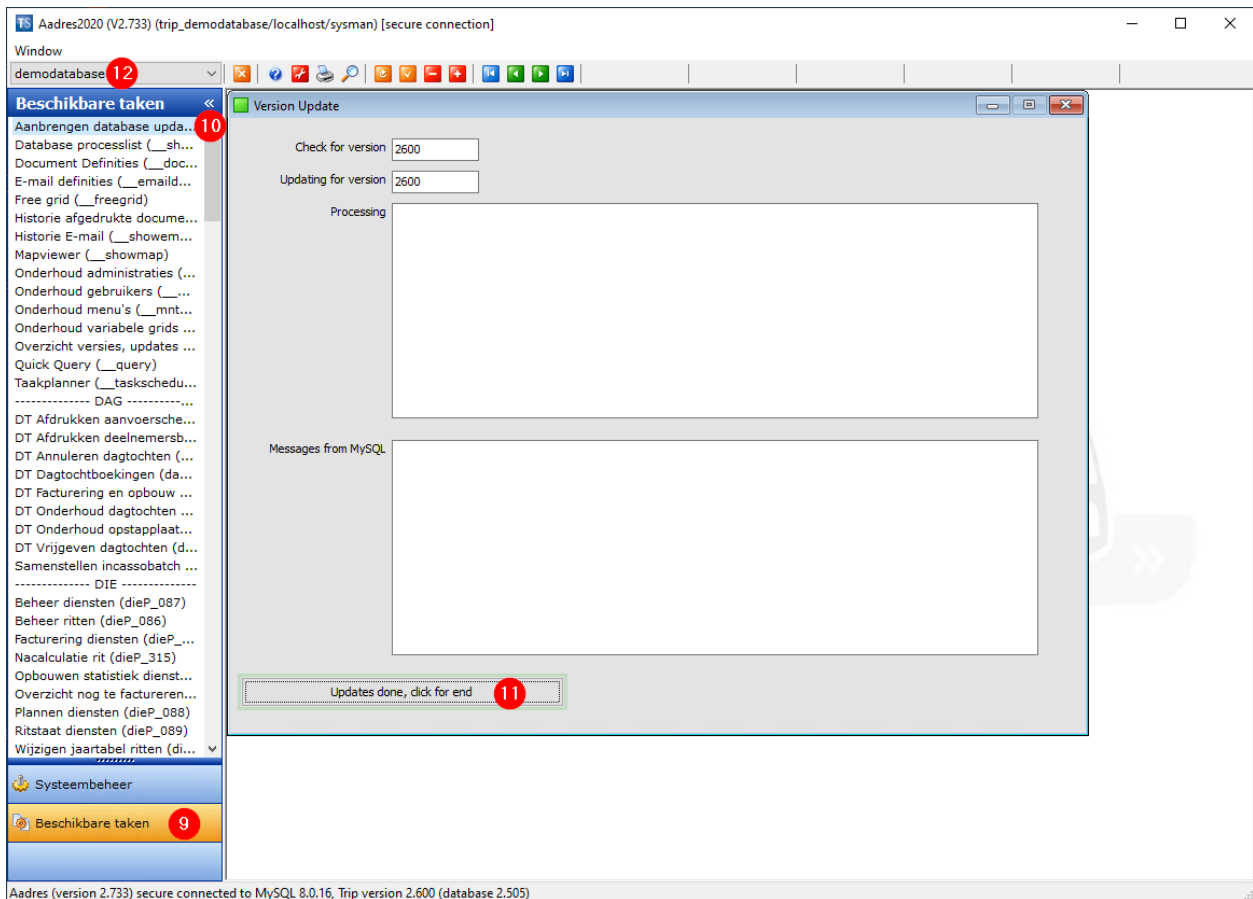 TS Aadres2020 (V2.733) (trip_demodatabase/localhost/sysman) [secure connection]
Window
demodatabase 12
Beschikbare taken «
Aanbrengen database upda... 10
Database processlist (__sh...
Document Definities (__doc...
E-mail definities (__emaild...
Free grid (__freegrid)
Historie afgedrukte docume...
Historie E-mail (__showem...
Mapviewer (__showmap)
Onderhoud administraties (...
Onderhoud gebruikers (__...
Onderhoud menu's (__mnt...
Onderhoud variabele grids ...
Overzicht versies, updates ...
Quick Query (__query)
Taakplanner (__taskschedu...
-------------- DAG ----------...
DT Afdrukken aanvoersche...
DT Afdrukken deelnemersb...
DT Annuleren dagtochten (...
DT Dagtochtboekingen (da...
DT Facturering en opbouw ...
DT Onderhoud dagtochten ...
DT Onderhoud opstapplaat...
DT Vrijgeven dagtochten (d...
Samenstellen incassobatch ...
-------------- DIE --------------
Beheer diensten (dieP_087)
Beheer ritten (dieP_086)
Facturering diensten (dieP_...
Nacalculatie rit (dieP_315)
Opbouwen statistiek dienst...
Overzicht nog te factureren...
Plannen diensten (dieP_088)
Ritstaat diensten (dieP_089)
Wijzigen jaartabel ritten (di...
Systeembeheer
Beschikbare taken 9
Version Update
Check for version 2600
Updating for version 2600
Processing
Messages from MySQL
Updates done, click for end 11
Aadres (version 2.733) secure connected to MySQL 8.0.16, Trip version 2.600 (database 2.505)